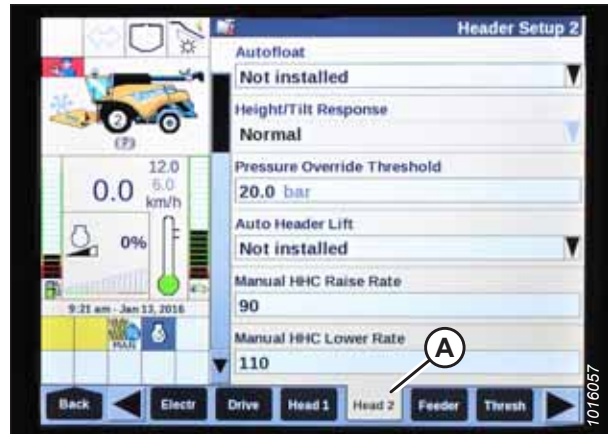 Header Setup 2
Autofloat
Not installed
Height/Tilt Response
Normal
Pressure Override Threshold
20.0 bar
Auto Header Lift
Not installed
Manual HHC Raise Rate
90
Manual HHC Lower Rate
110
2
(P)
12.0
6.0
0.0
km/h
0%
9:21 am - Jan 13, 2016
MAN
A
Back
Electr
Drive
Head 1
Head 2
Feeder
Thresh
1016057